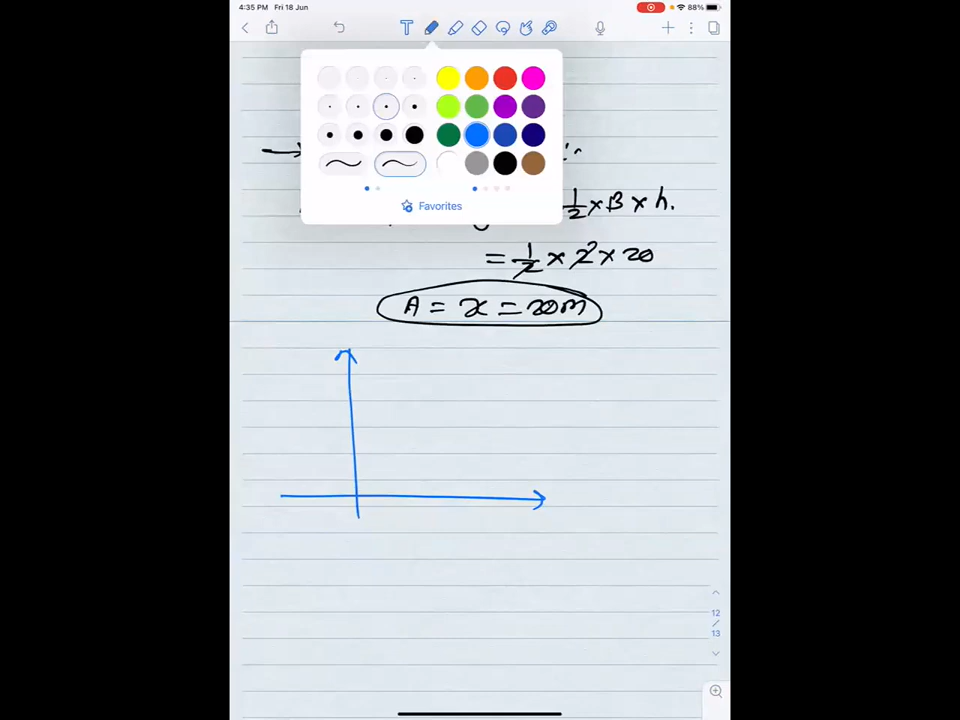 4:35 PM Fri 18 Jun 88%
T
Favorites
1/2 × B × h.
= 1/2 × 2 × 20
A = x = 20m
12
/
13